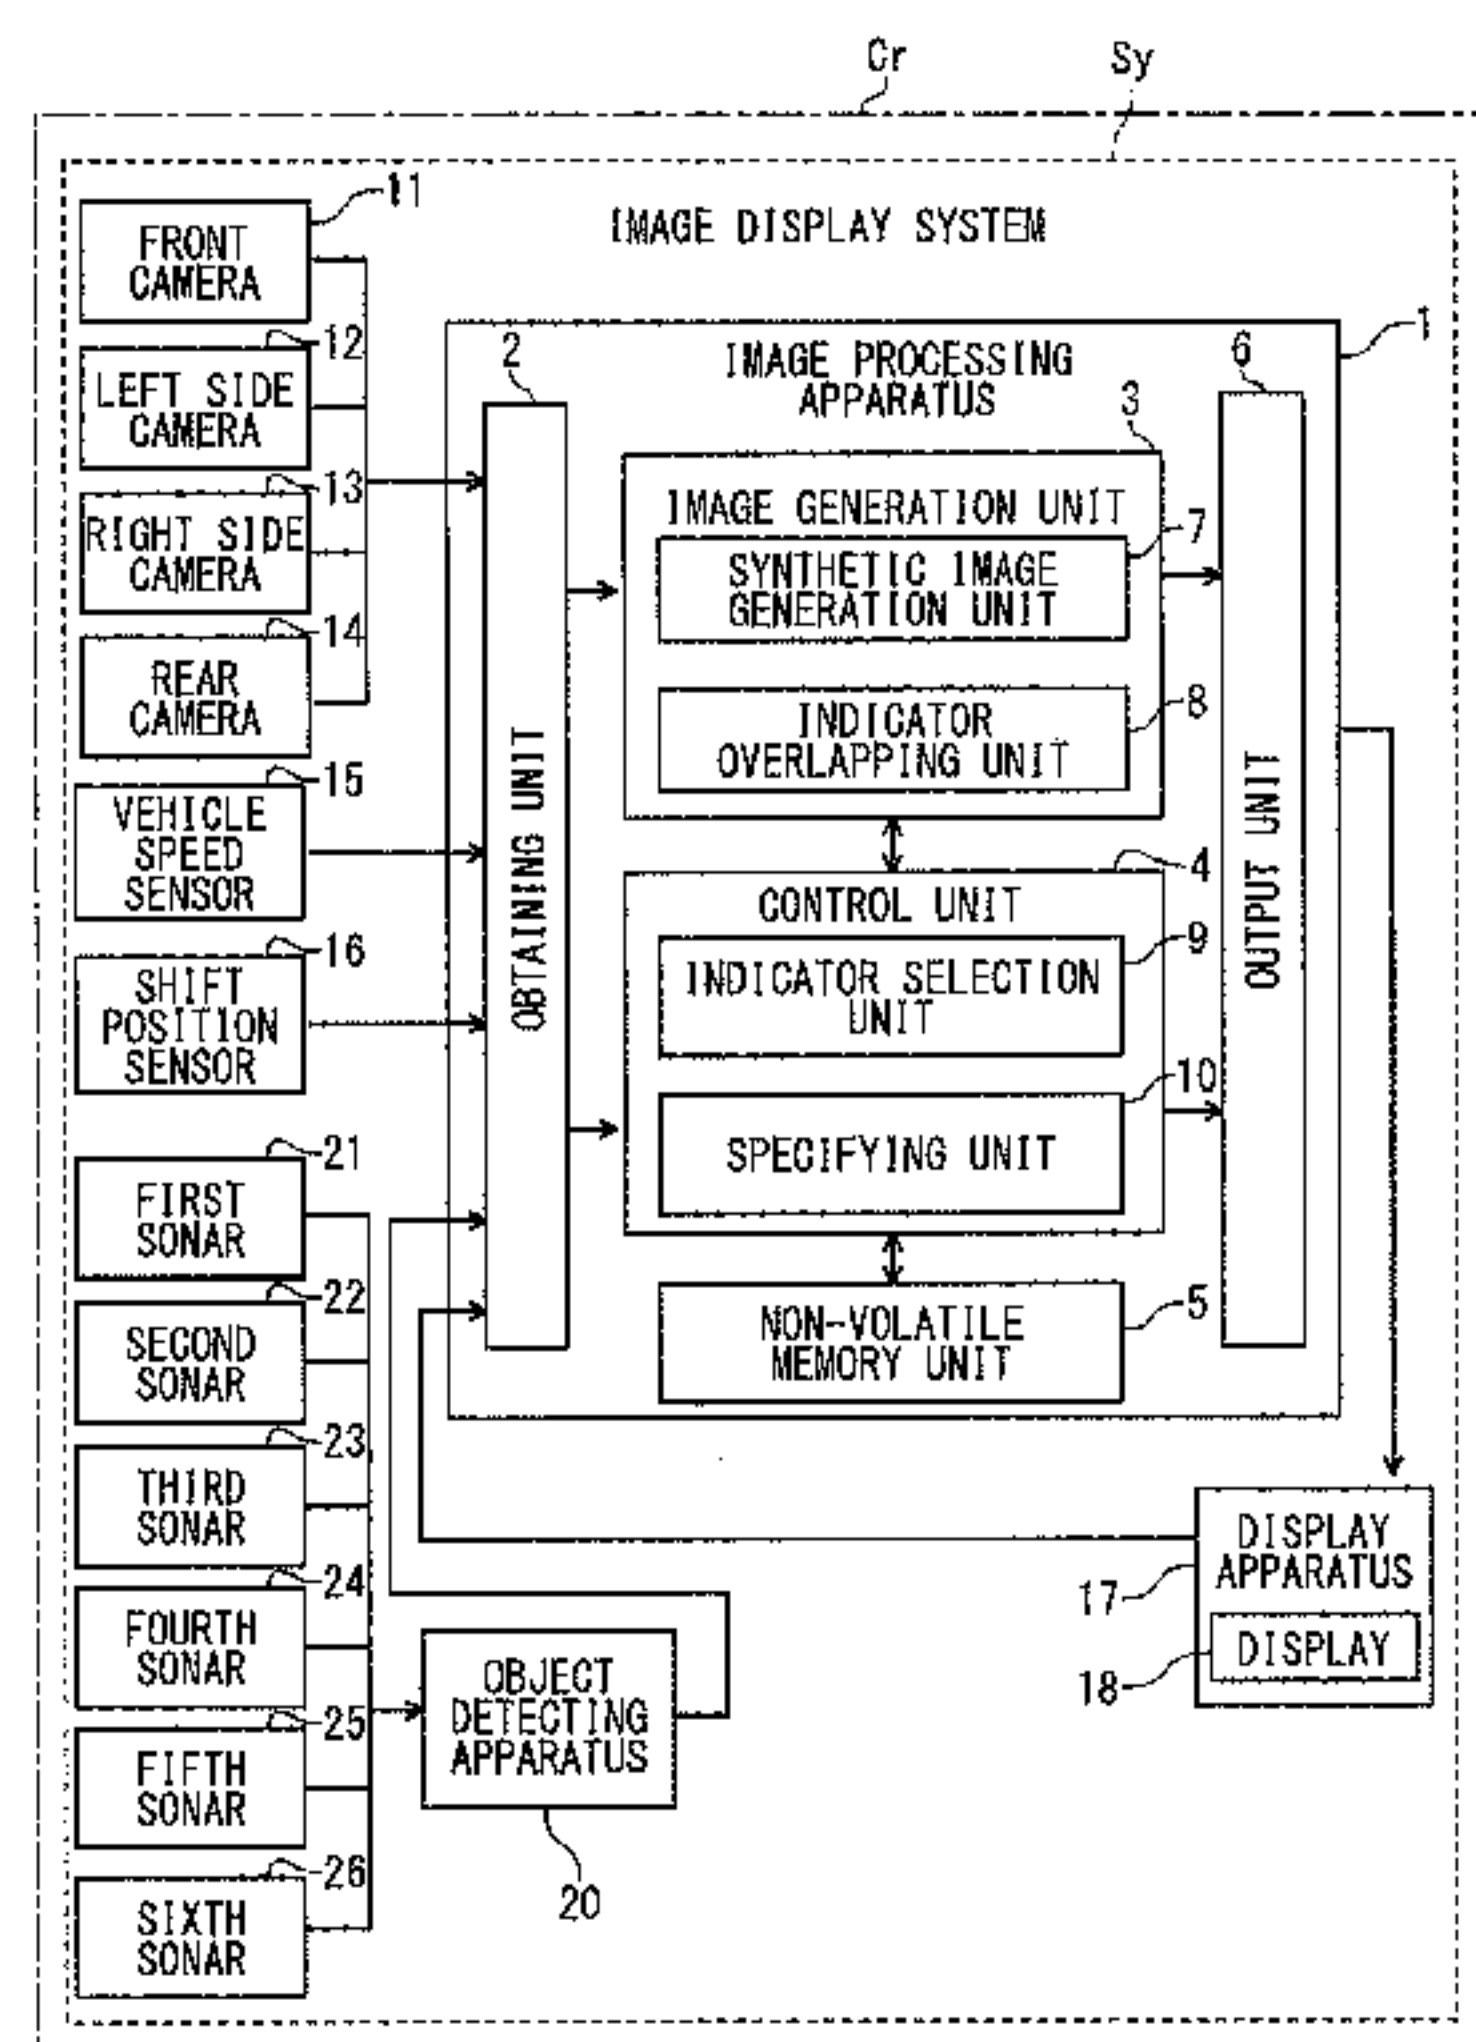 Cr
Sy
IMAGE DISPLAY SYSTEM
11
FRONT
CAMERA
12
LEFT SIDE
CAMERA
13
RIGHT SIDE
CAMERA
14
REAR
CAMERA
15
VEHICLE
SPEED
SENSOR
16
SHIFT
POSITION
SENSOR
21
FIRST
SONAR
22
SECOND
SONAR
23
THIRD
SONAR
24
FOURTH
SONAR
25
FIFTH
SONAR
26
SIXTH
SONAR
1
IMAGE PROCESSING
APPARATUS
2
OBTAINING UNIT
3
IMAGE GENERATION UNIT
7
SYNTHETIC IMAGE
GENERATION UNIT
8
INDICATOR
OVERLAPPING UNIT
4
CONTROL UNIT
9
INDICATOR SELECTION
UNIT
10
SPECIFYING UNIT
5
NON-VOLATILE
MEMORY UNIT
6
OUTPUT UNIT
DISPLAY
APPARATUS
17
DISPLAY
18
OBJECT
DETECTING
APPARATUS
20